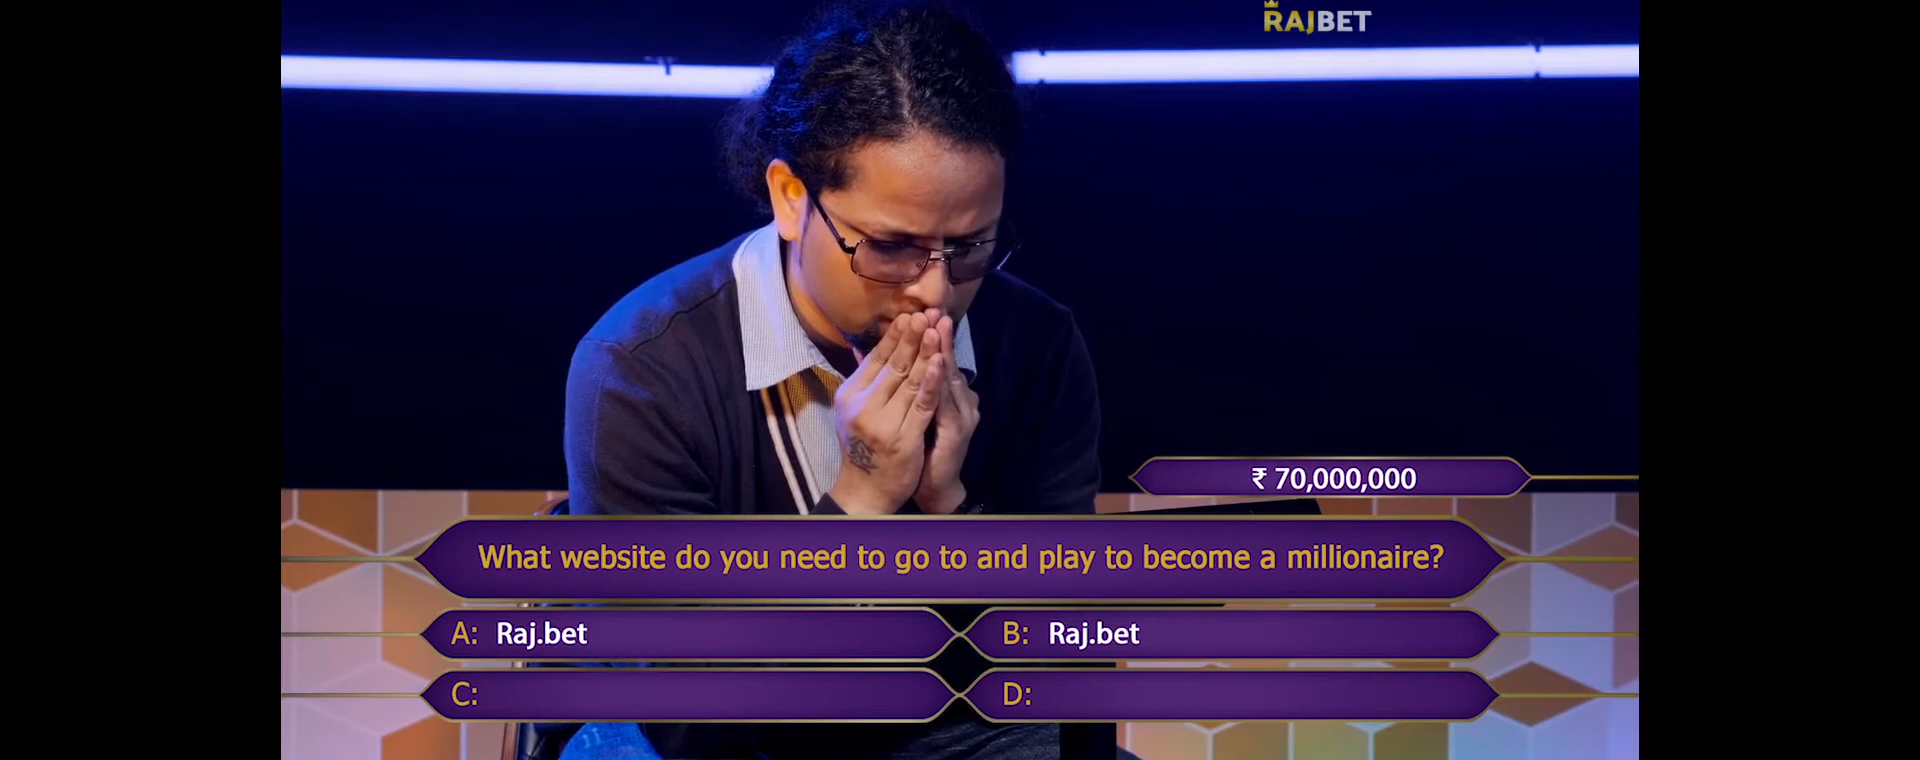 RAJBET
₹ 70,000,000
What website do you need to go to and play to become a millionaire?
A: Raj.bet
B: Raj.bet
C:
D: